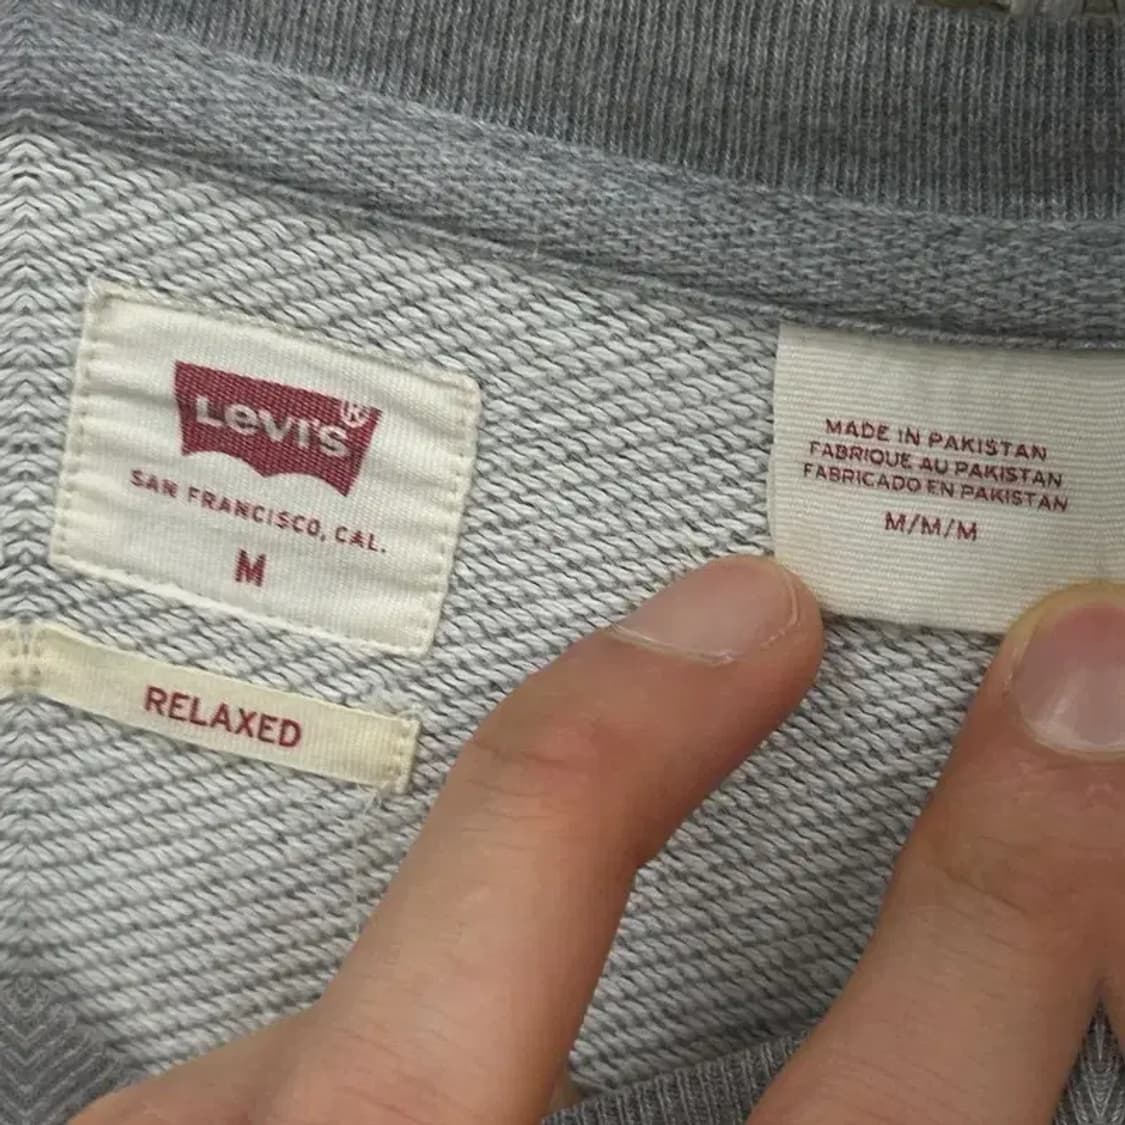 LEVI'S®
SAN FRANCISCO, CAL.
M
RELAXED
MADE IN PAKISTAN
FABRIQUE AU PAKISTAN
FABRICADO EN PAKISTAN
M/M/M